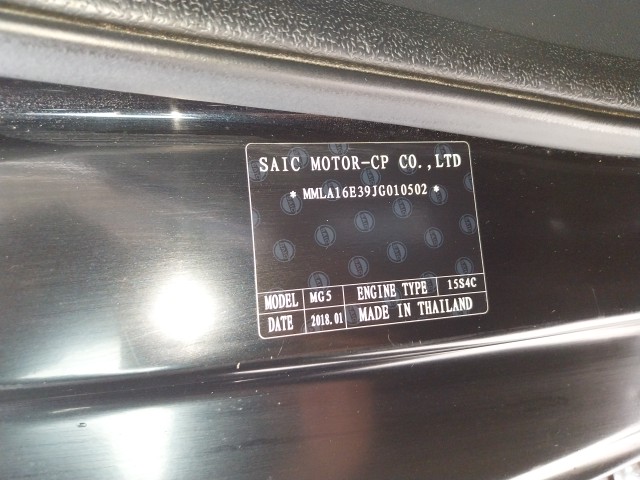 SAIC MOTOR-CP CO.,LTD
* MMLA16E39JG010502 *
MODEL MG5 ENGINE TYPE 15S4C
DATE 2018.01 MADE IN THAILAND